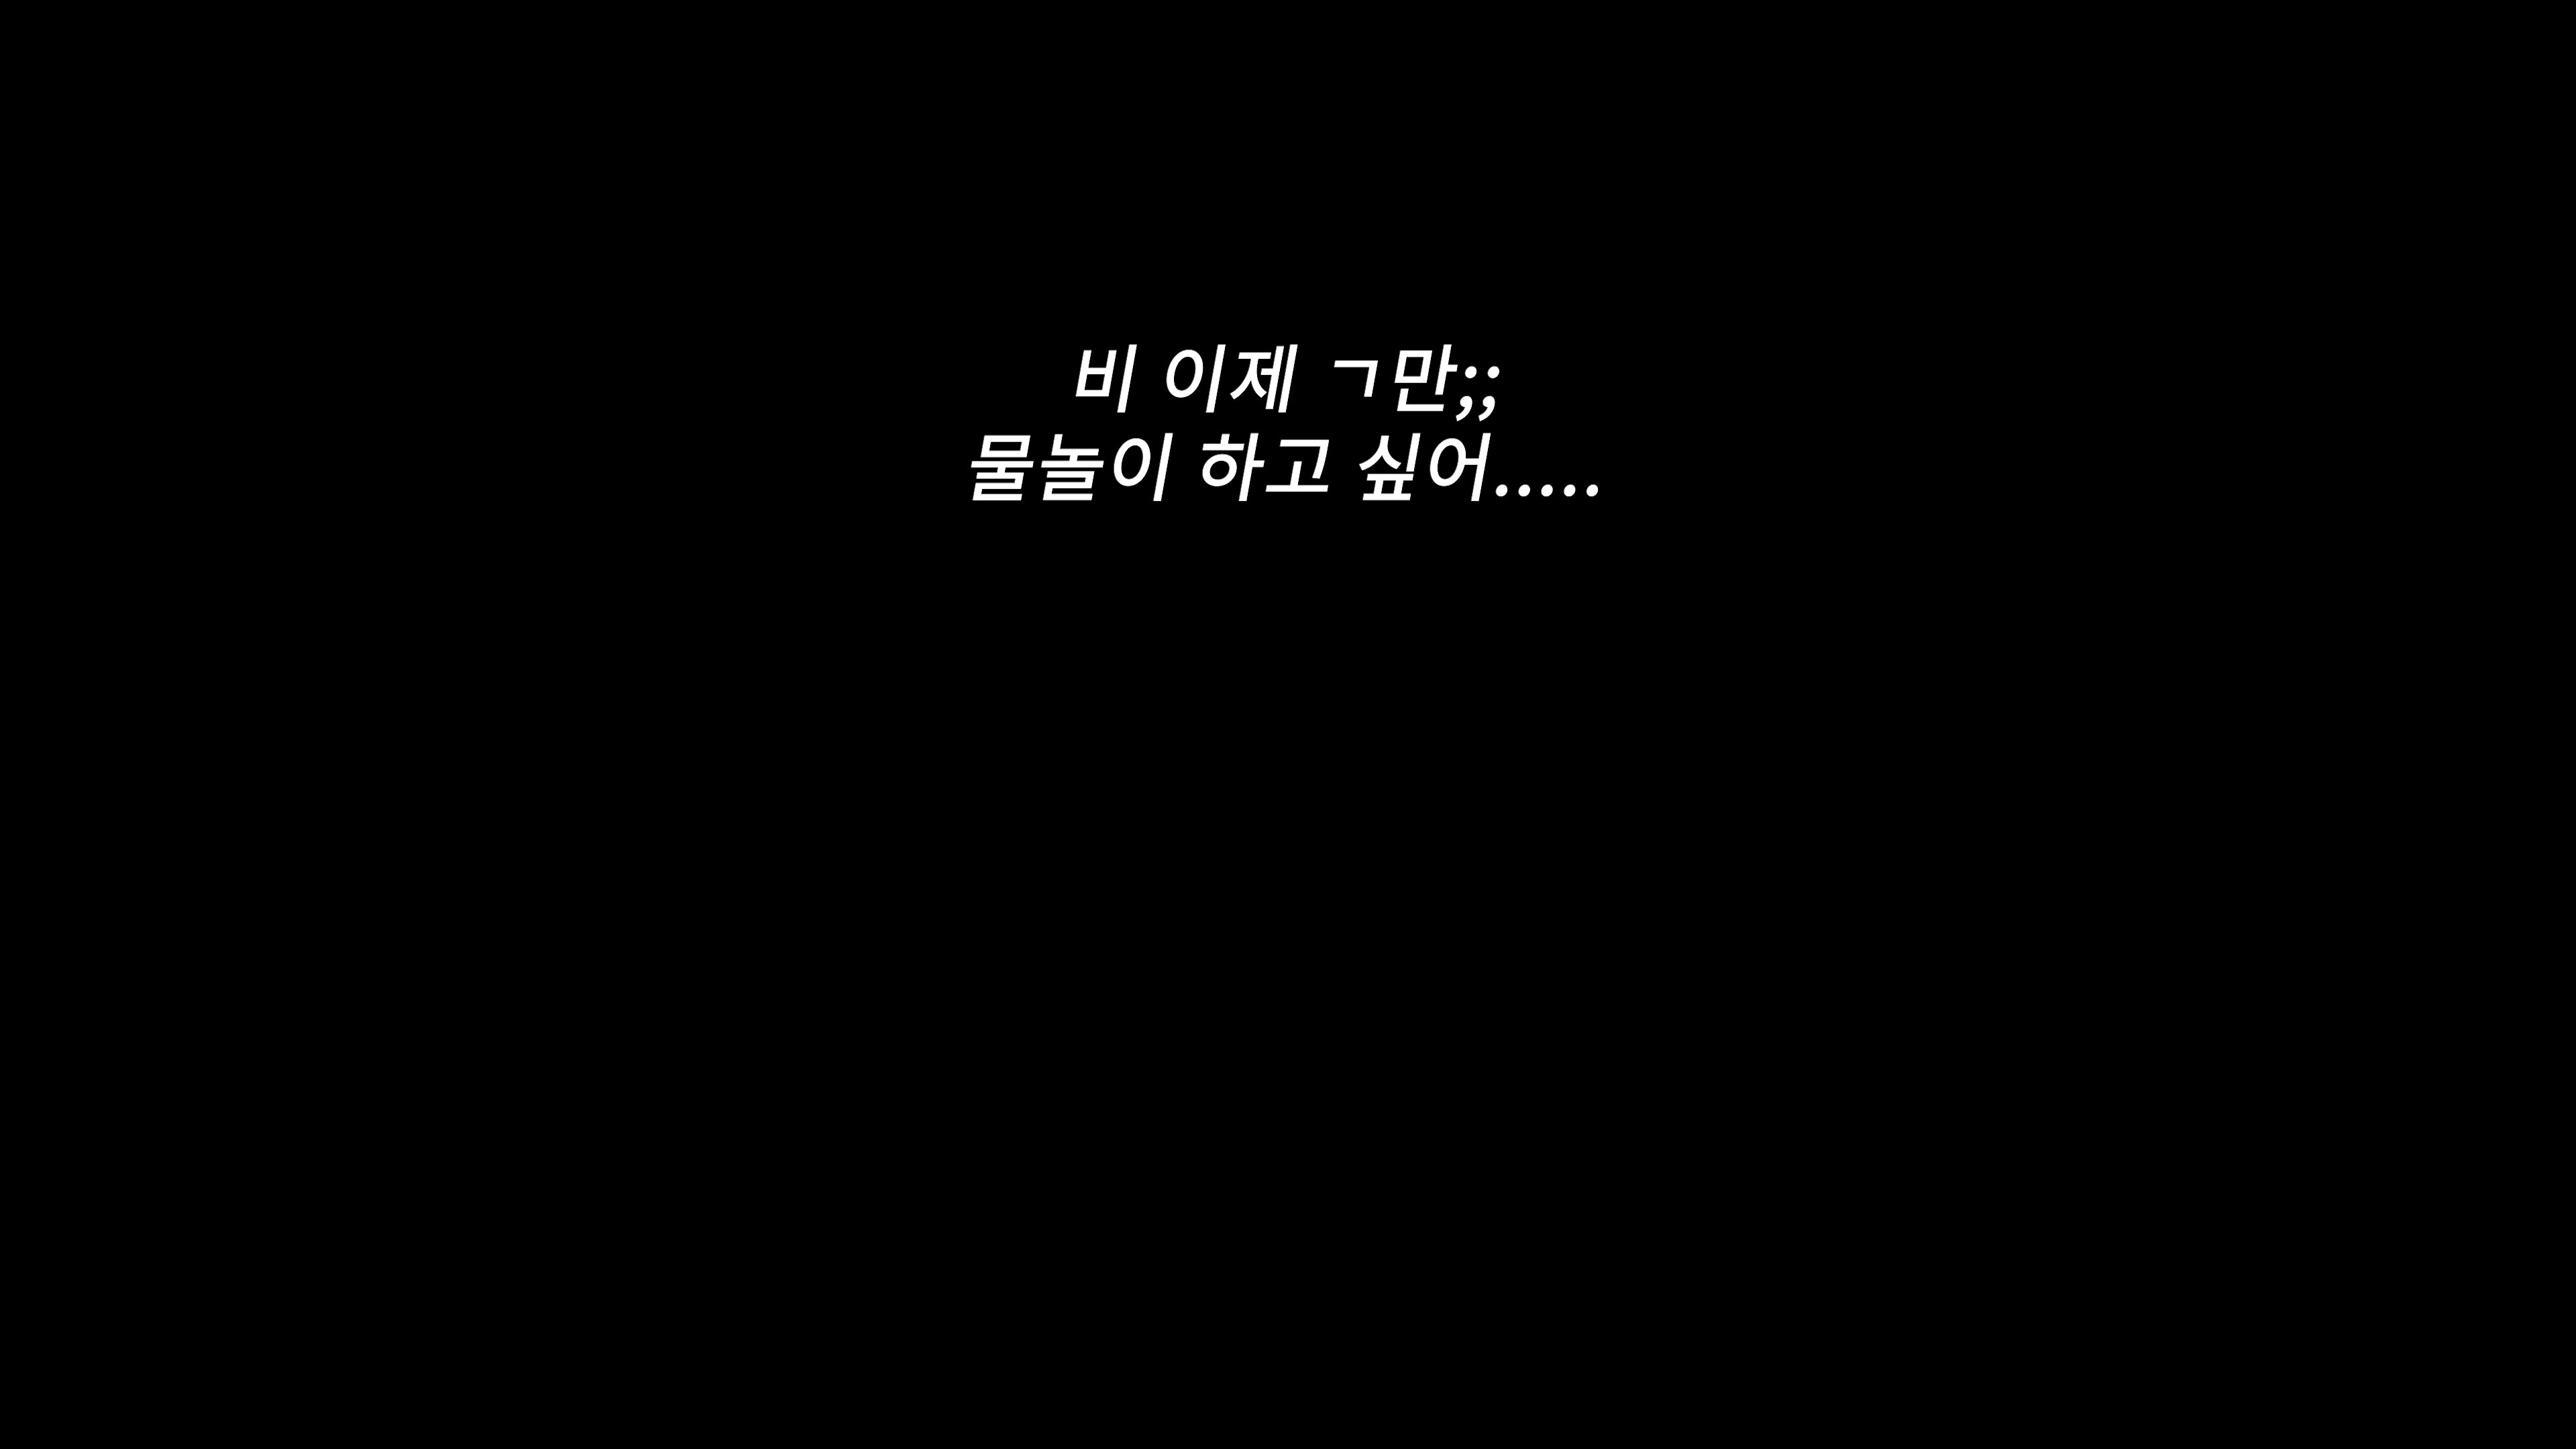 비 이제 ㄱ만;;
물놀이 하고 싶어.....